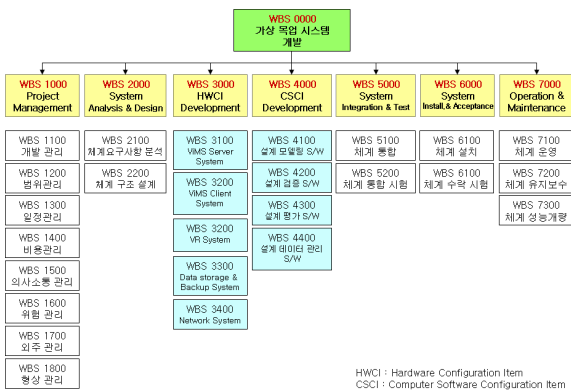 WBS 0000
가상 목업 시스템
개발
WBS 1000
Project
Management
WBS 2000
System
Analysis & Design
WBS 3000
HWCI
Development
WBS 4000
CSCI
Development
WBS 5000
System
Integration & Test
WBS 6000
System
Install, & Acceptance
WBS 7000
Operation &
Maintenance
WBS 1100
개발 관리
WBS 1200
범위관리
WBS 1300
일정관리
WBS 1400
비용관리
WBS 1500
의사소통 관리
WBS 1600
위험 관리
WBS 1700
외주 관리
WBS 1800
형상 관리
WBS 2100
체계요구사항 분석
WBS 2200
체계 구조 설계
WBS 3100
ViMS Server
System
WBS 3200
ViMS Client
System
WBS 3200
VR System
WBS 3300
Data storage &
Backup System
WBS 3400
Network System
WBS 4100
설계 모델링 S/W
WBS 4200
설계 검증 S/W
WBS 4300
설계 평가 S/W
WBS 4400
설계 데이터 관리
S/W
WBS 5100
체계 통합
WBS 5200
체계 통합 시험
WBS 6100
체계 설치
WBS 6100
체계 수락 시험
WBS 7100
체계 운영
WBS 7200
체계 유지보수
WBS 7300
체계 성능개량
HWCI : Hardware Configuration Item
CSCI : Computer Software Configuration Item